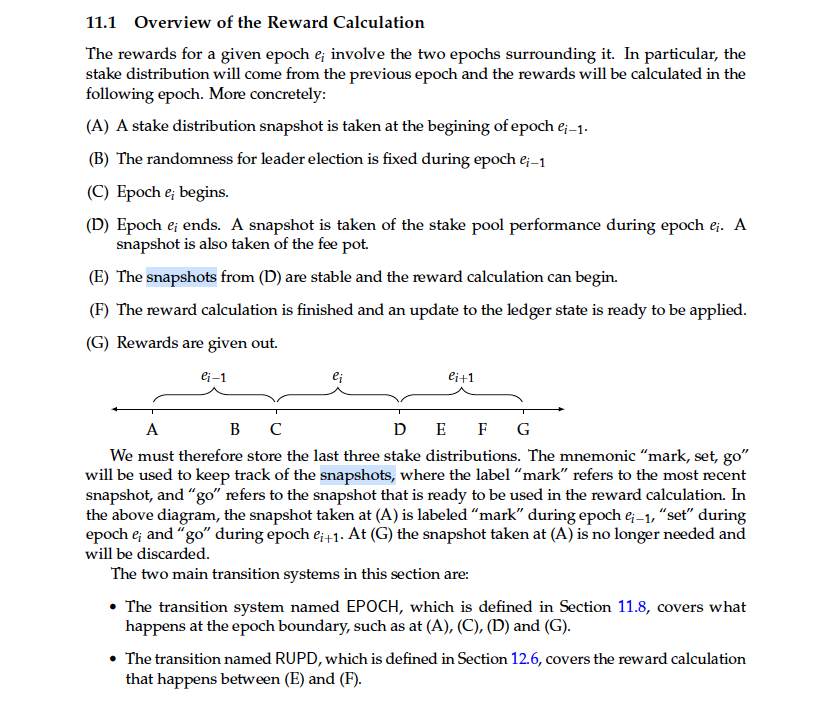 11.1 Overview of the Reward Calculation
The rewards for a given epoch eᵢ involve the two epochs surrounding it. In particular, the
stake distribution will come from the previous epoch and the rewards will be calculated in the
following epoch. More concretely:
(A) A stake distribution snapshot is taken at the begining of epoch eᵢ₋₁.
(B) The randomness for leader election is fixed during epoch eᵢ₋₁
(C) Epoch eᵢ begins.
(D) Epoch eᵢ ends. A snapshot is taken of the stake pool performance during epoch eᵢ. A
snapshot is also taken of the fee pot.
(E) The snapshots from (D) are stable and the reward calculation can begin.
(F) The reward calculation is finished and an update to the ledger state is ready to be applied.
(G) Rewards are given out.
eᵢ₋₁ eᵢ eᵢ₊₁
A B C D E F G
We must therefore store the last three stake distributions. The mnemonic “mark, set, go”
will be used to keep track of the snapshots, where the label “mark” refers to the most recent
snapshot, and “go” refers to the snapshot that is ready to be used in the reward calculation. In
the above diagram, the snapshot taken at (A) is labeled “mark” during epoch eᵢ₋₁, “set” during
epoch eᵢ and “go” during epoch eᵢ₊₁. At (G) the snapshot taken at (A) is no longer needed and
will be discarded.
The two main transition systems in this section are:
• The transition system named EPOCH, which is defined in Section 11.8, covers what
happens at the epoch boundary, such as at (A), (C), (D) and (G).
• The transition named RUPD, which is defined in Section 12.6, covers the reward calculation
that happens between (E) and (F).